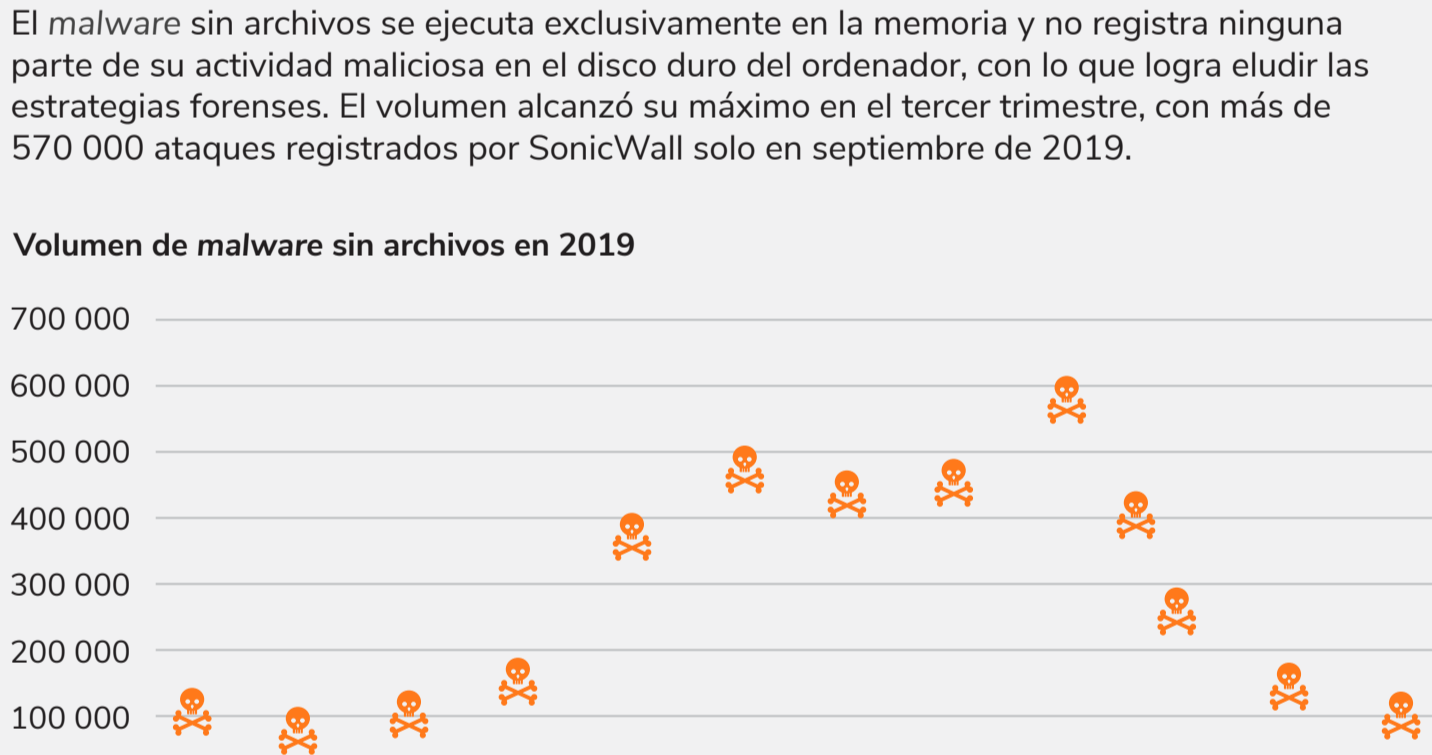 El malware sin archivos se ejecuta exclusivamente en la memoria y no registra ninguna
parte de su actividad maliciosa en el disco duro del ordenador, con lo que logra eludir las
estrategias forenses. El volumen alcanzó su máximo en el tercer trimestre, con más de
570 000 ataques registrados por SonicWall solo en septiembre de 2019.
Volumen de malware sin archivos en 2019
700 000
600 000
500 000
400 000
300 000
200 000
100 000